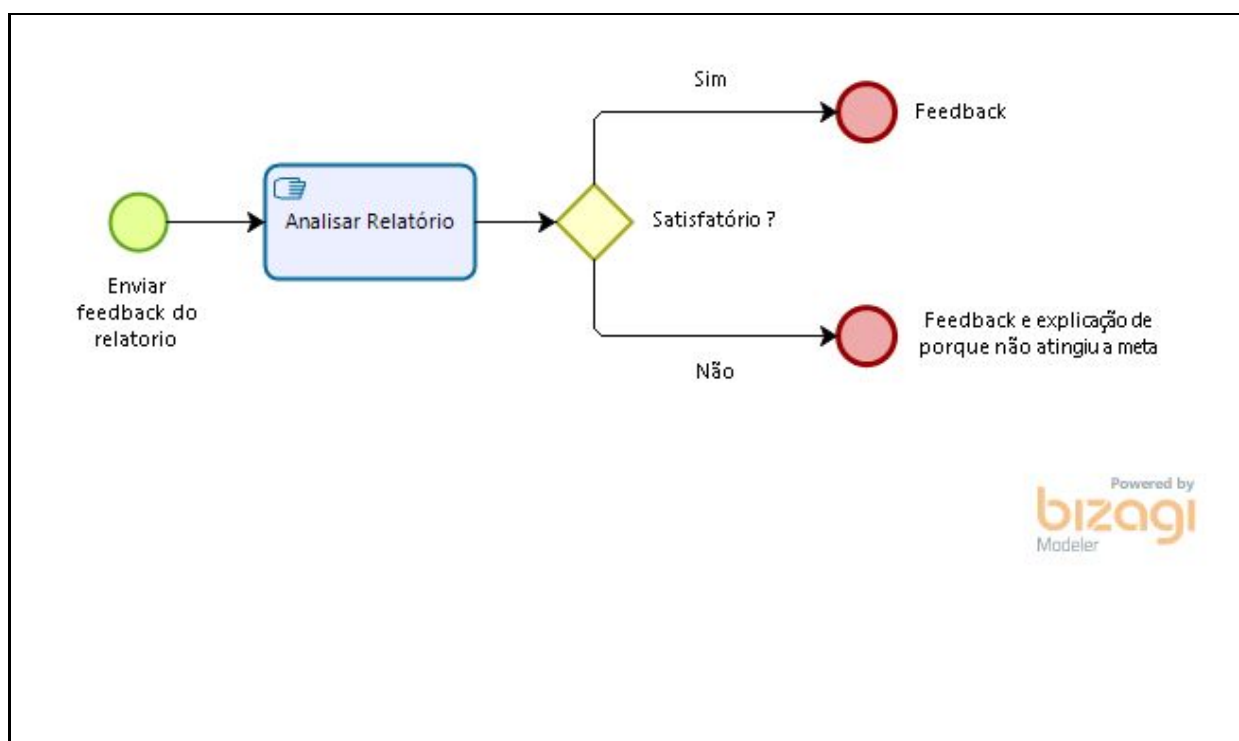 Sim
Feedback
Enviar
feedback do
relatorio
Analisar Relatório
Satisfatório ?
Não
Feedback e explicação de
porque não atingiu a meta
Powered by
bizagi
Modeler